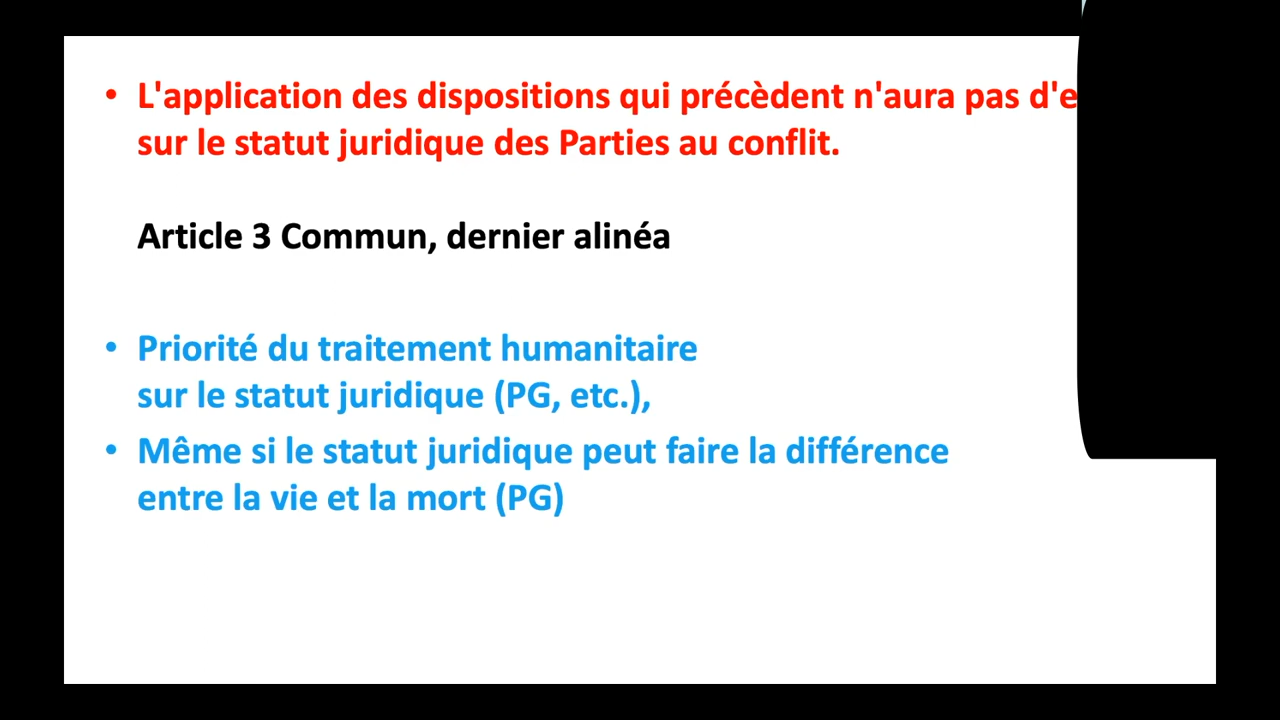 • L'application des dispositions qui précèdent n'aura pas
sur le statut juridique des Parties au conflit.
Article 3 Commun, dernier alinéa
• Priorité du traitement humanitaire
sur le statut juridique (PG, etc.),
• Même si le statut juridique peut faire la différence
entre la vie et la mort (PG)